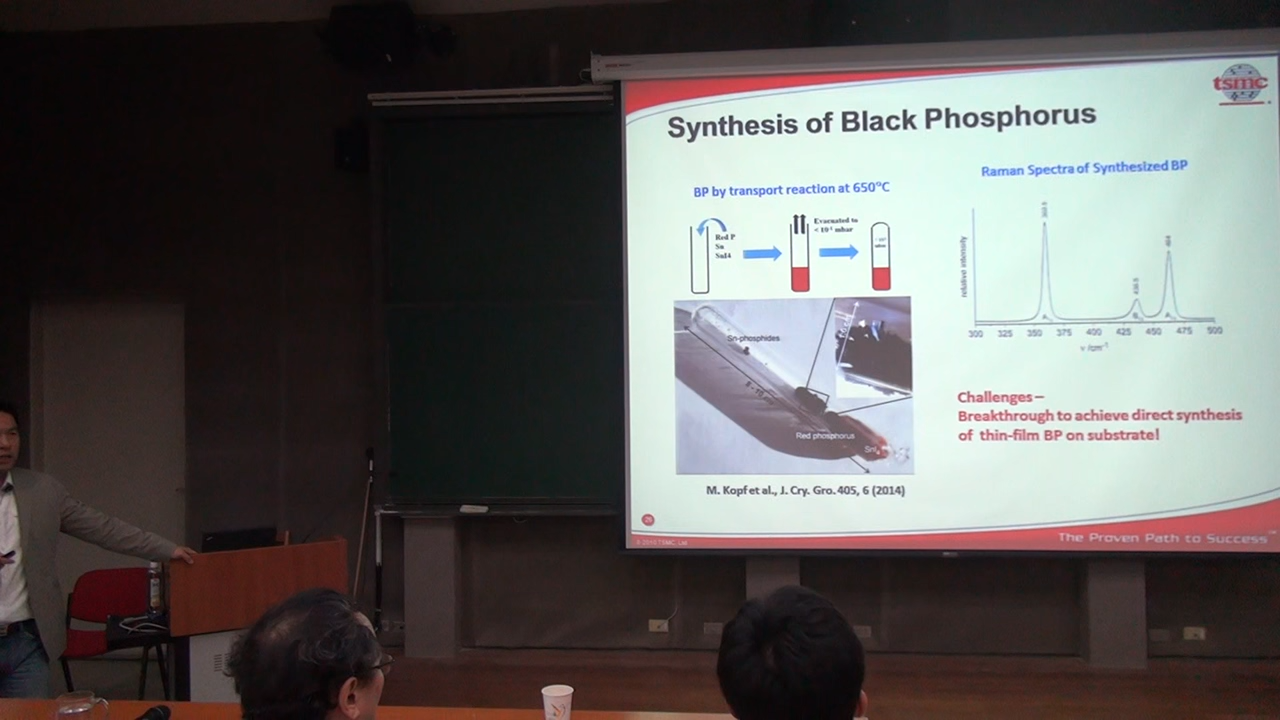 tsmc
Synthesis of Black Phosphorus
BP by transport reaction at 650°C
Red P
Sn
SnI4
Evacuated to
Raman Spectra of Synthesized BP
relative intensity
300 325 350 375 400 425 450 475 500
ν /cm⁻¹
Sn-phosphides
Red phosphorus
M. Kopf et al., J. Cry. Gro. 405, 6 (2014)
Challenges –
Breakthrough to achieve direct synthesis
of thin-film BP on substrate!
The Proven Path to Success